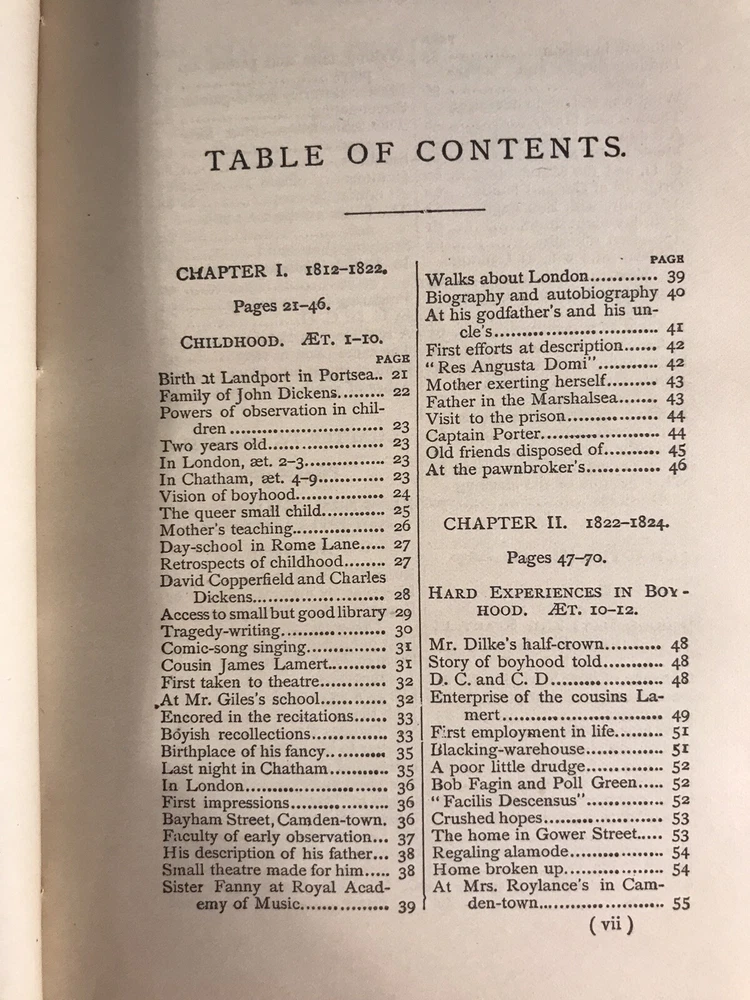 TABLE OF CONTENTS.
CHAPTER I. 1812–1822.
Pages 21–46.
CHILDHOOD. ÆT. 1–10.
PAGE
Birth at Landport in Portsea.. 21
Family of John Dickens......... 22
Powers of observation in chil-
dren ............................ 23
Two years old..................... 23
In London, æt. 2–3............... 23
In Chatham, æt. 4–9............ 23
Vision of boyhood................ 24
The queer small child............ 25
Mother's teaching................. 26
Day-school in Rome Lane..... 27
Retrospects of childhood........ 27
David Copperfield and Charles
Dickens........................ 28
Access to small but good library 29
Tragedy-writing................... 30
Comic-song singing............... 31
Cousin James Lamert........... 31
First taken to theatre............ 32
At Mr. Giles's school............ 32
Encored in the recitations...... 33
Boyish recollections.............. 33
Birthplace of his fancy........... 35
Last night in Chatham........... 35
In London.......................... 36
First impressions.................. 36
Bayham Street, Camden-town. 36
Faculty of early observation... 37
His description of his father... 38
Small theatre made for him..... 38
Sister Fanny at Royal Acad-
emy of Music................ 39
PAGE
Walks about London............ 39
Biography and autobiography 40
At his godfather's and his un-
cle's.............................. 41
First efforts at description...... 42
“Res Angusta Domi”........... 42
Mother exerting herself......... 43
Father in the Marshalsea....... 43
Visit to the prison................ 44
Captain Porter..................... 44
Old friends disposed of.......... 45
At the pawnbroker's............. 46
CHAPTER II. 1822–1824.
Pages 47–70.
HARD EXPERIENCES IN BOY-
HOOD. ÆT. 10–12.
Mr. Dilke's half-crown.......... 48
Story of boyhood told........... 48
D. C. and C. D.................... 48
Enterprise of the cousins La-
mert............................. 49
First employment in life......... 51
Blacking-warehouse.............. 51
A poor little drudge.............. 52
Bob Fagin and Poll Green..... 52
“Facilis Descensus”.............. 52
Crushed hopes..................... 53
The home in Gower Street..... 53
Regaling alamode................. 54
Home broken up.................. 54
At Mrs. Roylance's in Cam-
den-town....................... 55
( vii )